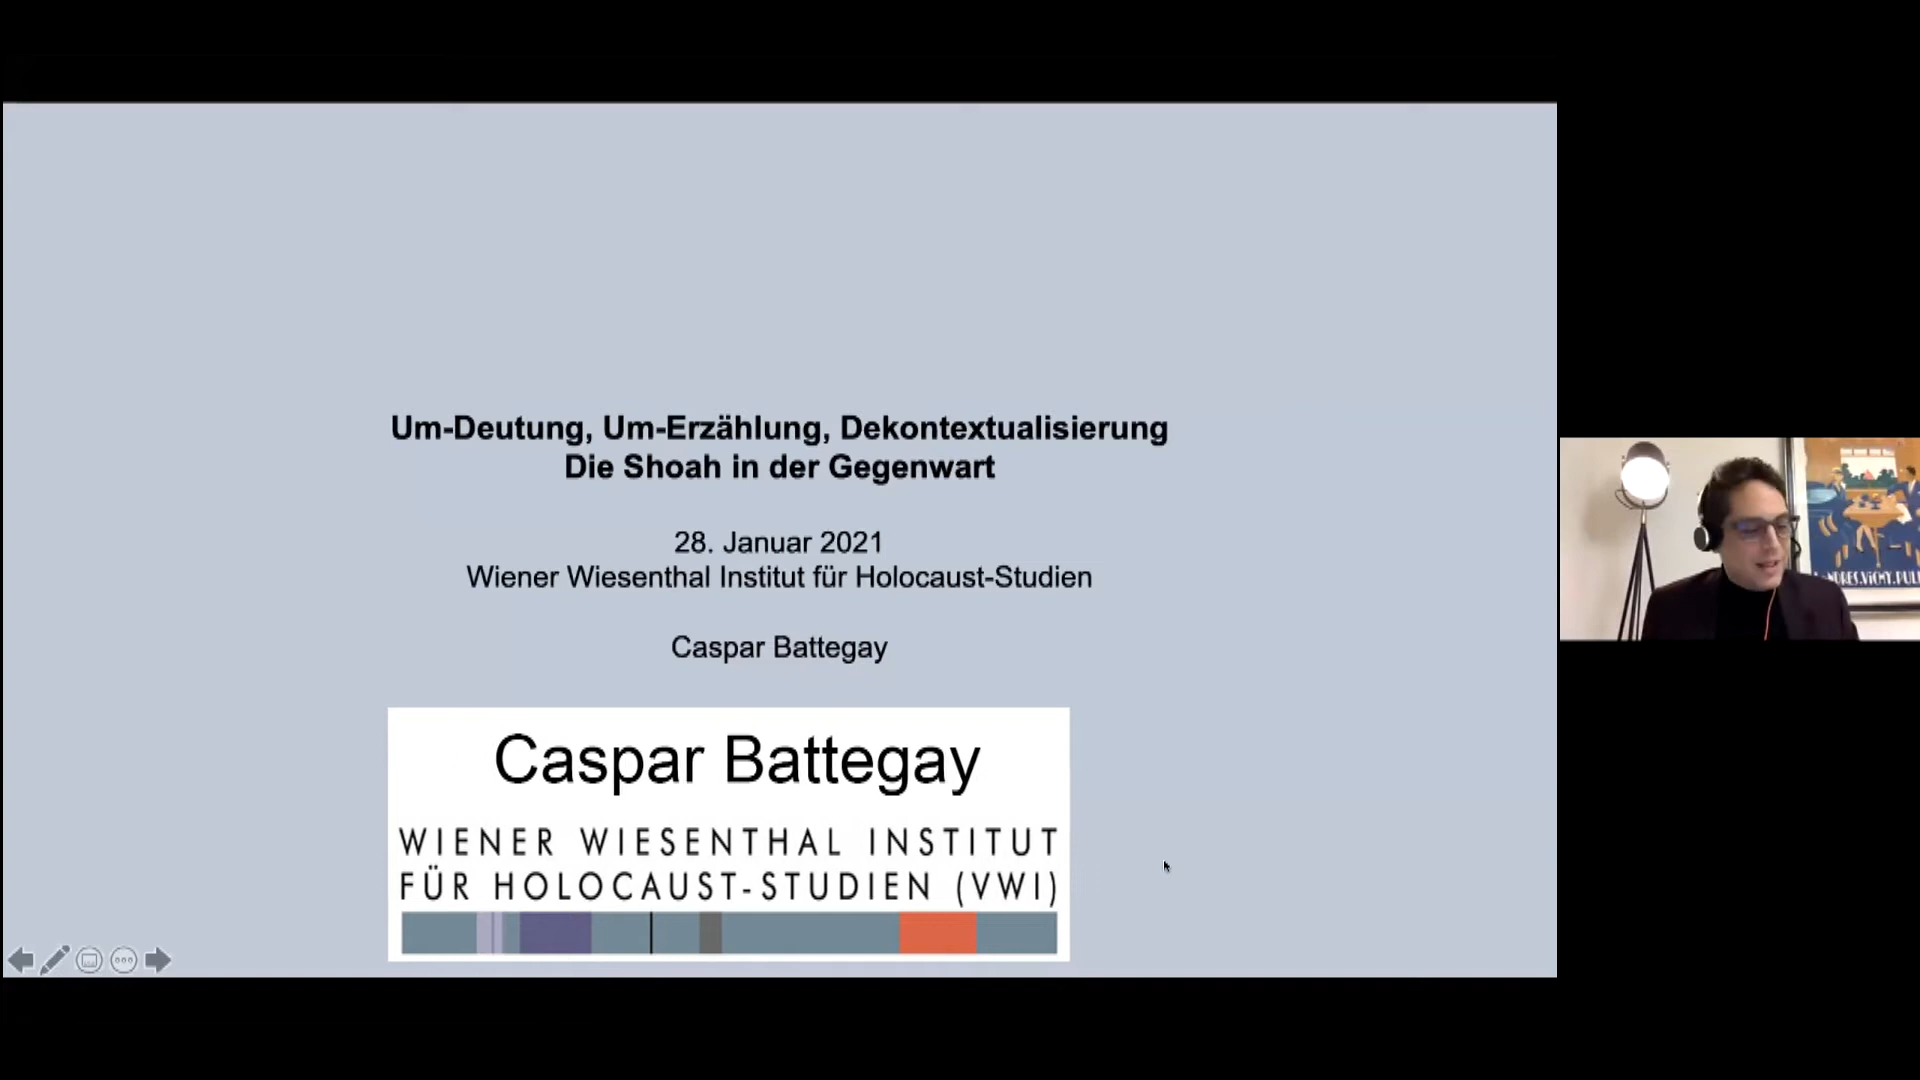 Um-Deutung, Um-Erzählung, Dekontextualisierung
Die Shoah in der Gegenwart
28. Januar 2021
Wiener Wiesenthal Institut für Holocaust-Studien
Caspar Battegay
Caspar Battegay
WIENER WIESENTHAL INSTITUT
FÜR HOLOCAUST-STUDIEN (VWI)
VICHY